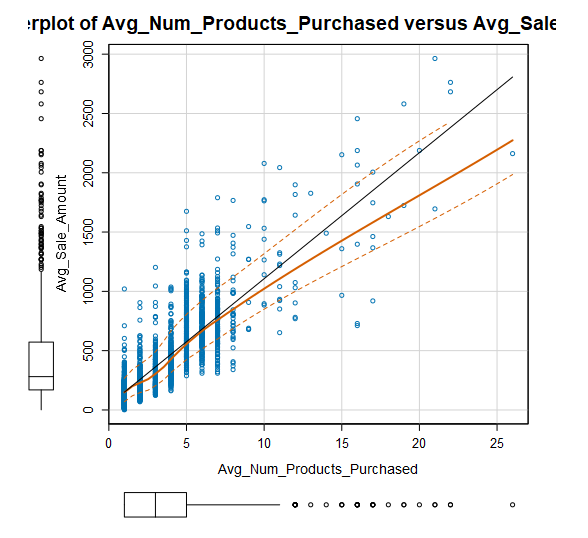 erplot of Avg_Num_Products_Purchased versus Avg_Sale
3000
2500
2000
1500
1000
500
0
Avg_Sale_Amount
0 5 10 15 20 25
Avg_Num_Products_Purchased